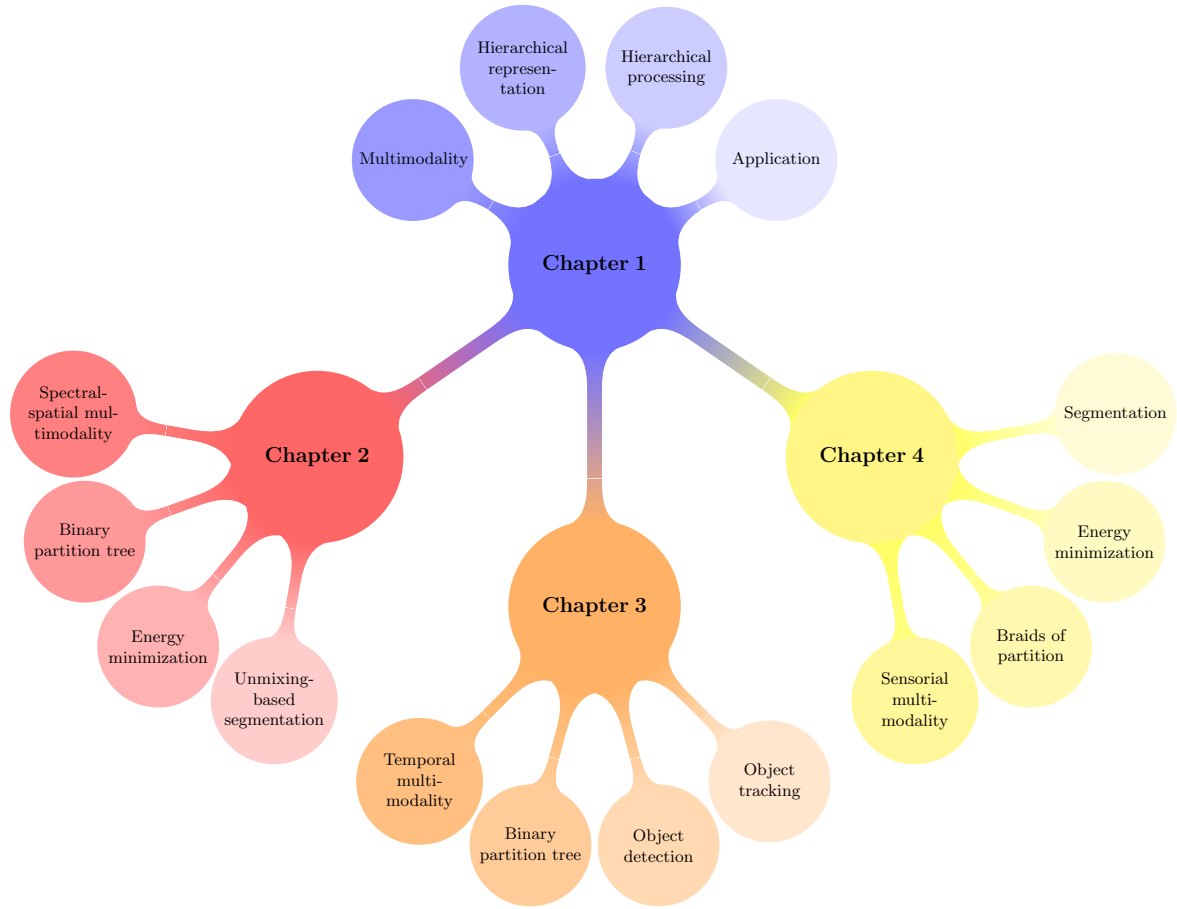 Hierarchical
represen-
tation
Hierarchical
processing
Multimodality
Application
Chapter 1
Spectral-
spatial mul-
timodality
Binary
partition tree
Energy
minimization
Unmixing-
based
segmentation
Chapter 2
Chapter 3
Temporal
multi-
modality
Binary
partition tree
Object
detection
Object
tracking
Chapter 4
Segmentation
Energy
minimization
Braids of
partition
Sensorial
multi-
modality